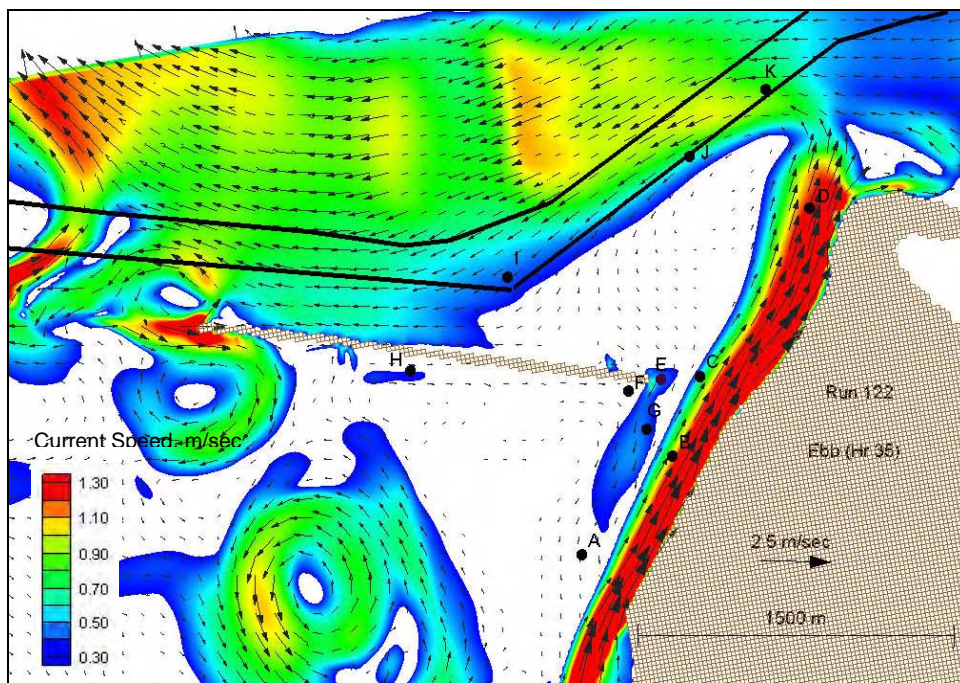 K
J
D
I
H
E
C
F
Run 122
G
Current Speed, m/sec
B
Ebb (Hr 35)
1.30
1.10
A
2.5 m/sec
0.90
0.70
1500 m
0.50
0.30